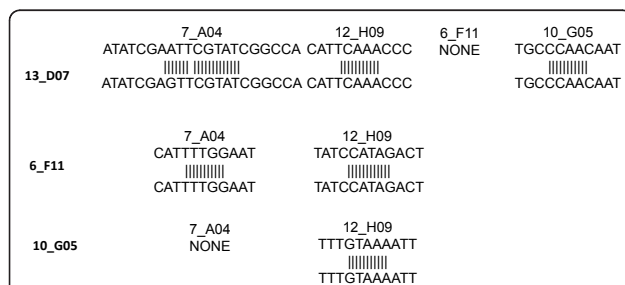 7_A04 12_H09 6_F11 10_G05
ATATCGAATTCGTATCGGCCA CATTCAAACCC NONE TGCCCAACAAT
||||||| ||||||||||||| ||||||||||| |||||||||||
13_D07
ATATCGAGTTCGTATCGGCCA CATTCAAACCC TGCCCAACAAT
7_A04 12_H09
CATTTTGGAAT TATCCATAGACT
6_F11 ||||||||||| ||||||||||||
CATTTTGGAAT TATCCATAGACT
7_A04 12_H09
10_G05 NONE TTTGTAAAATT
|||||||||||
TTTGTAAAATT